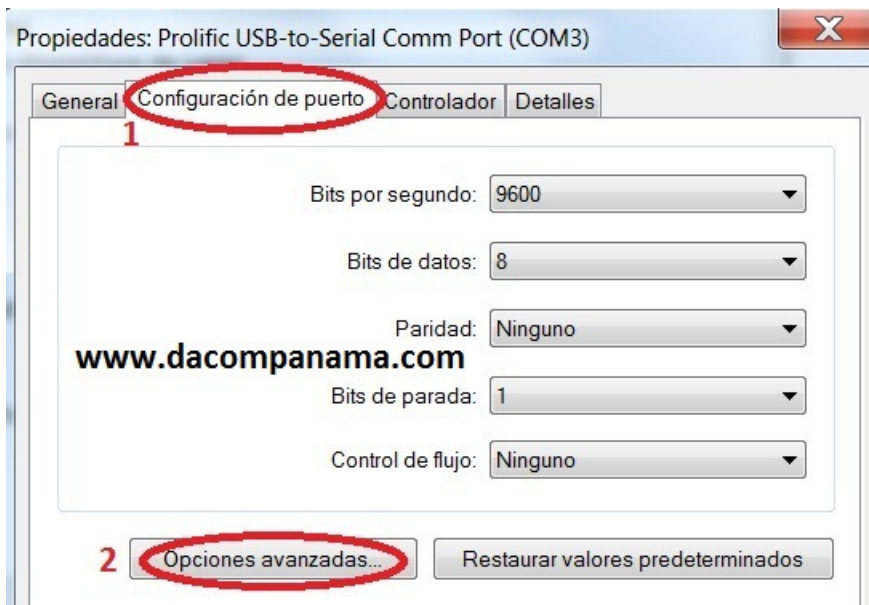 Propiedades: Prolific USB-to-Serial Comm Port (COM3)
X
General Configuración de puerto Controlador Detalles
1
Bits por segundo: 9600
Bits de datos: 8
Paridad: Ninguno
www.dacompanama.com
Bits de parada: 1
Control de flujo: Ninguno
2 Opciones avanzadas... Restaurar valores predeterminados